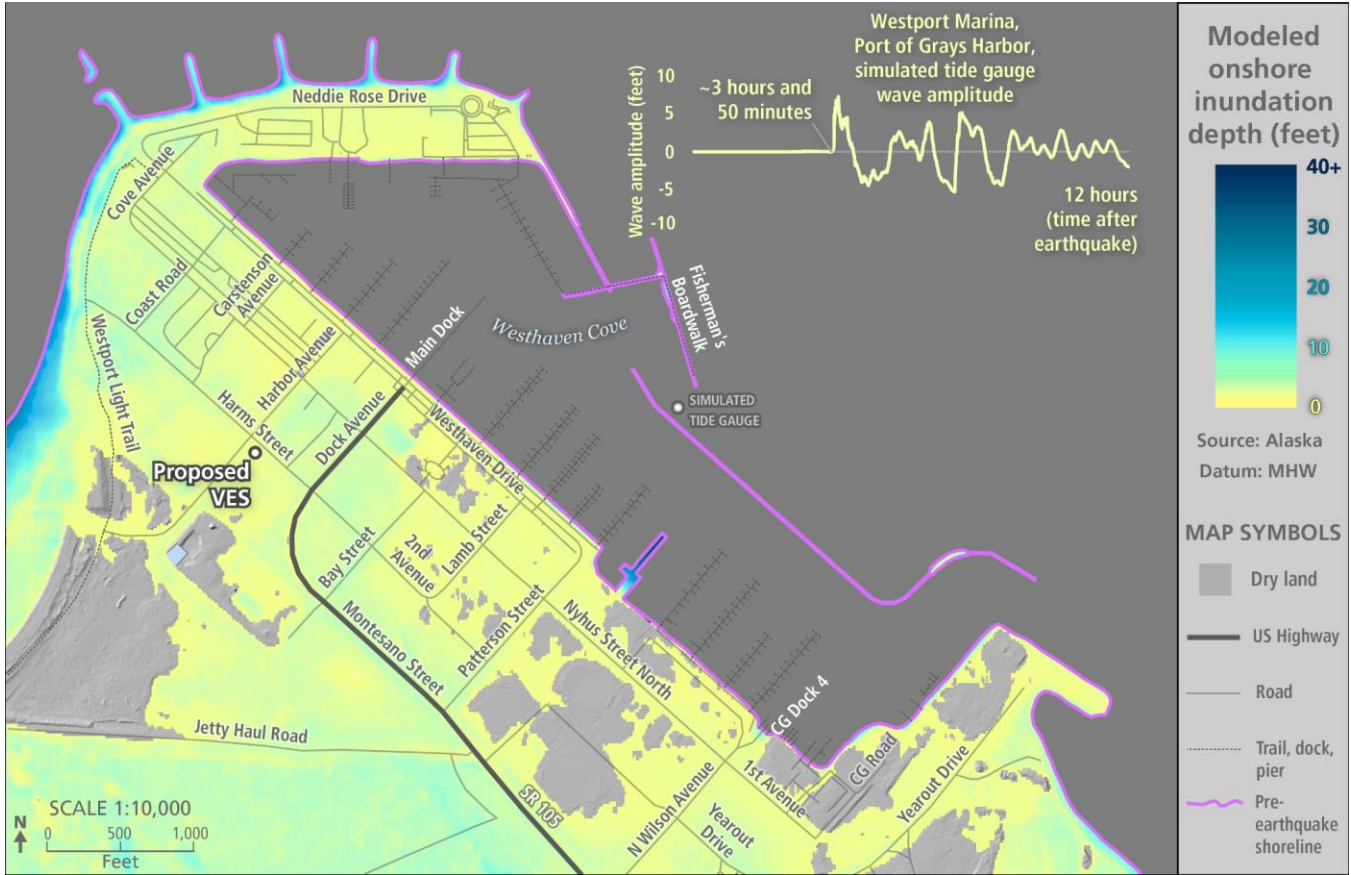 Neddie Rose Drive
Westport Marina,
Port of Grays Harbor,
simulated tide gauge
wave amplitude
~3 hours and
50 minutes
Wave amplitude (feet)
10
5
0
-5
-10
12 hours
(time after
earthquake)
Cove Avenue
Coast Road
Carstenson
Avenue
Harbor Avenue
Main Dock
Westhaven Cove
Fisherman's
Boardwalk
SIMULATED
TIDE GAUGE
Westport Light Trail
Harms Street
Dock Avenue
Westhaven Drive
Proposed
VES
Bay Street
2nd
Avenue
Lamb Street
Montesano Street
Patterson Street
Nyhus Street North
CG Dock 4
Jetty Haul Road
SR 105
N Wilson Avenue
1st Avenue
CG Road
Yearout Drive
Yearout
Drive
N
SCALE 1:10,000
0 500 1,000
Feet
Modeled
onshore
inundation
depth (feet)
40+
30
20
10
0
Source: Alaska
Datum: MHW
MAP SYMBOLS
Dry land
US Highway
Road
Trail, dock,
pier
Pre-
earthquake
shoreline